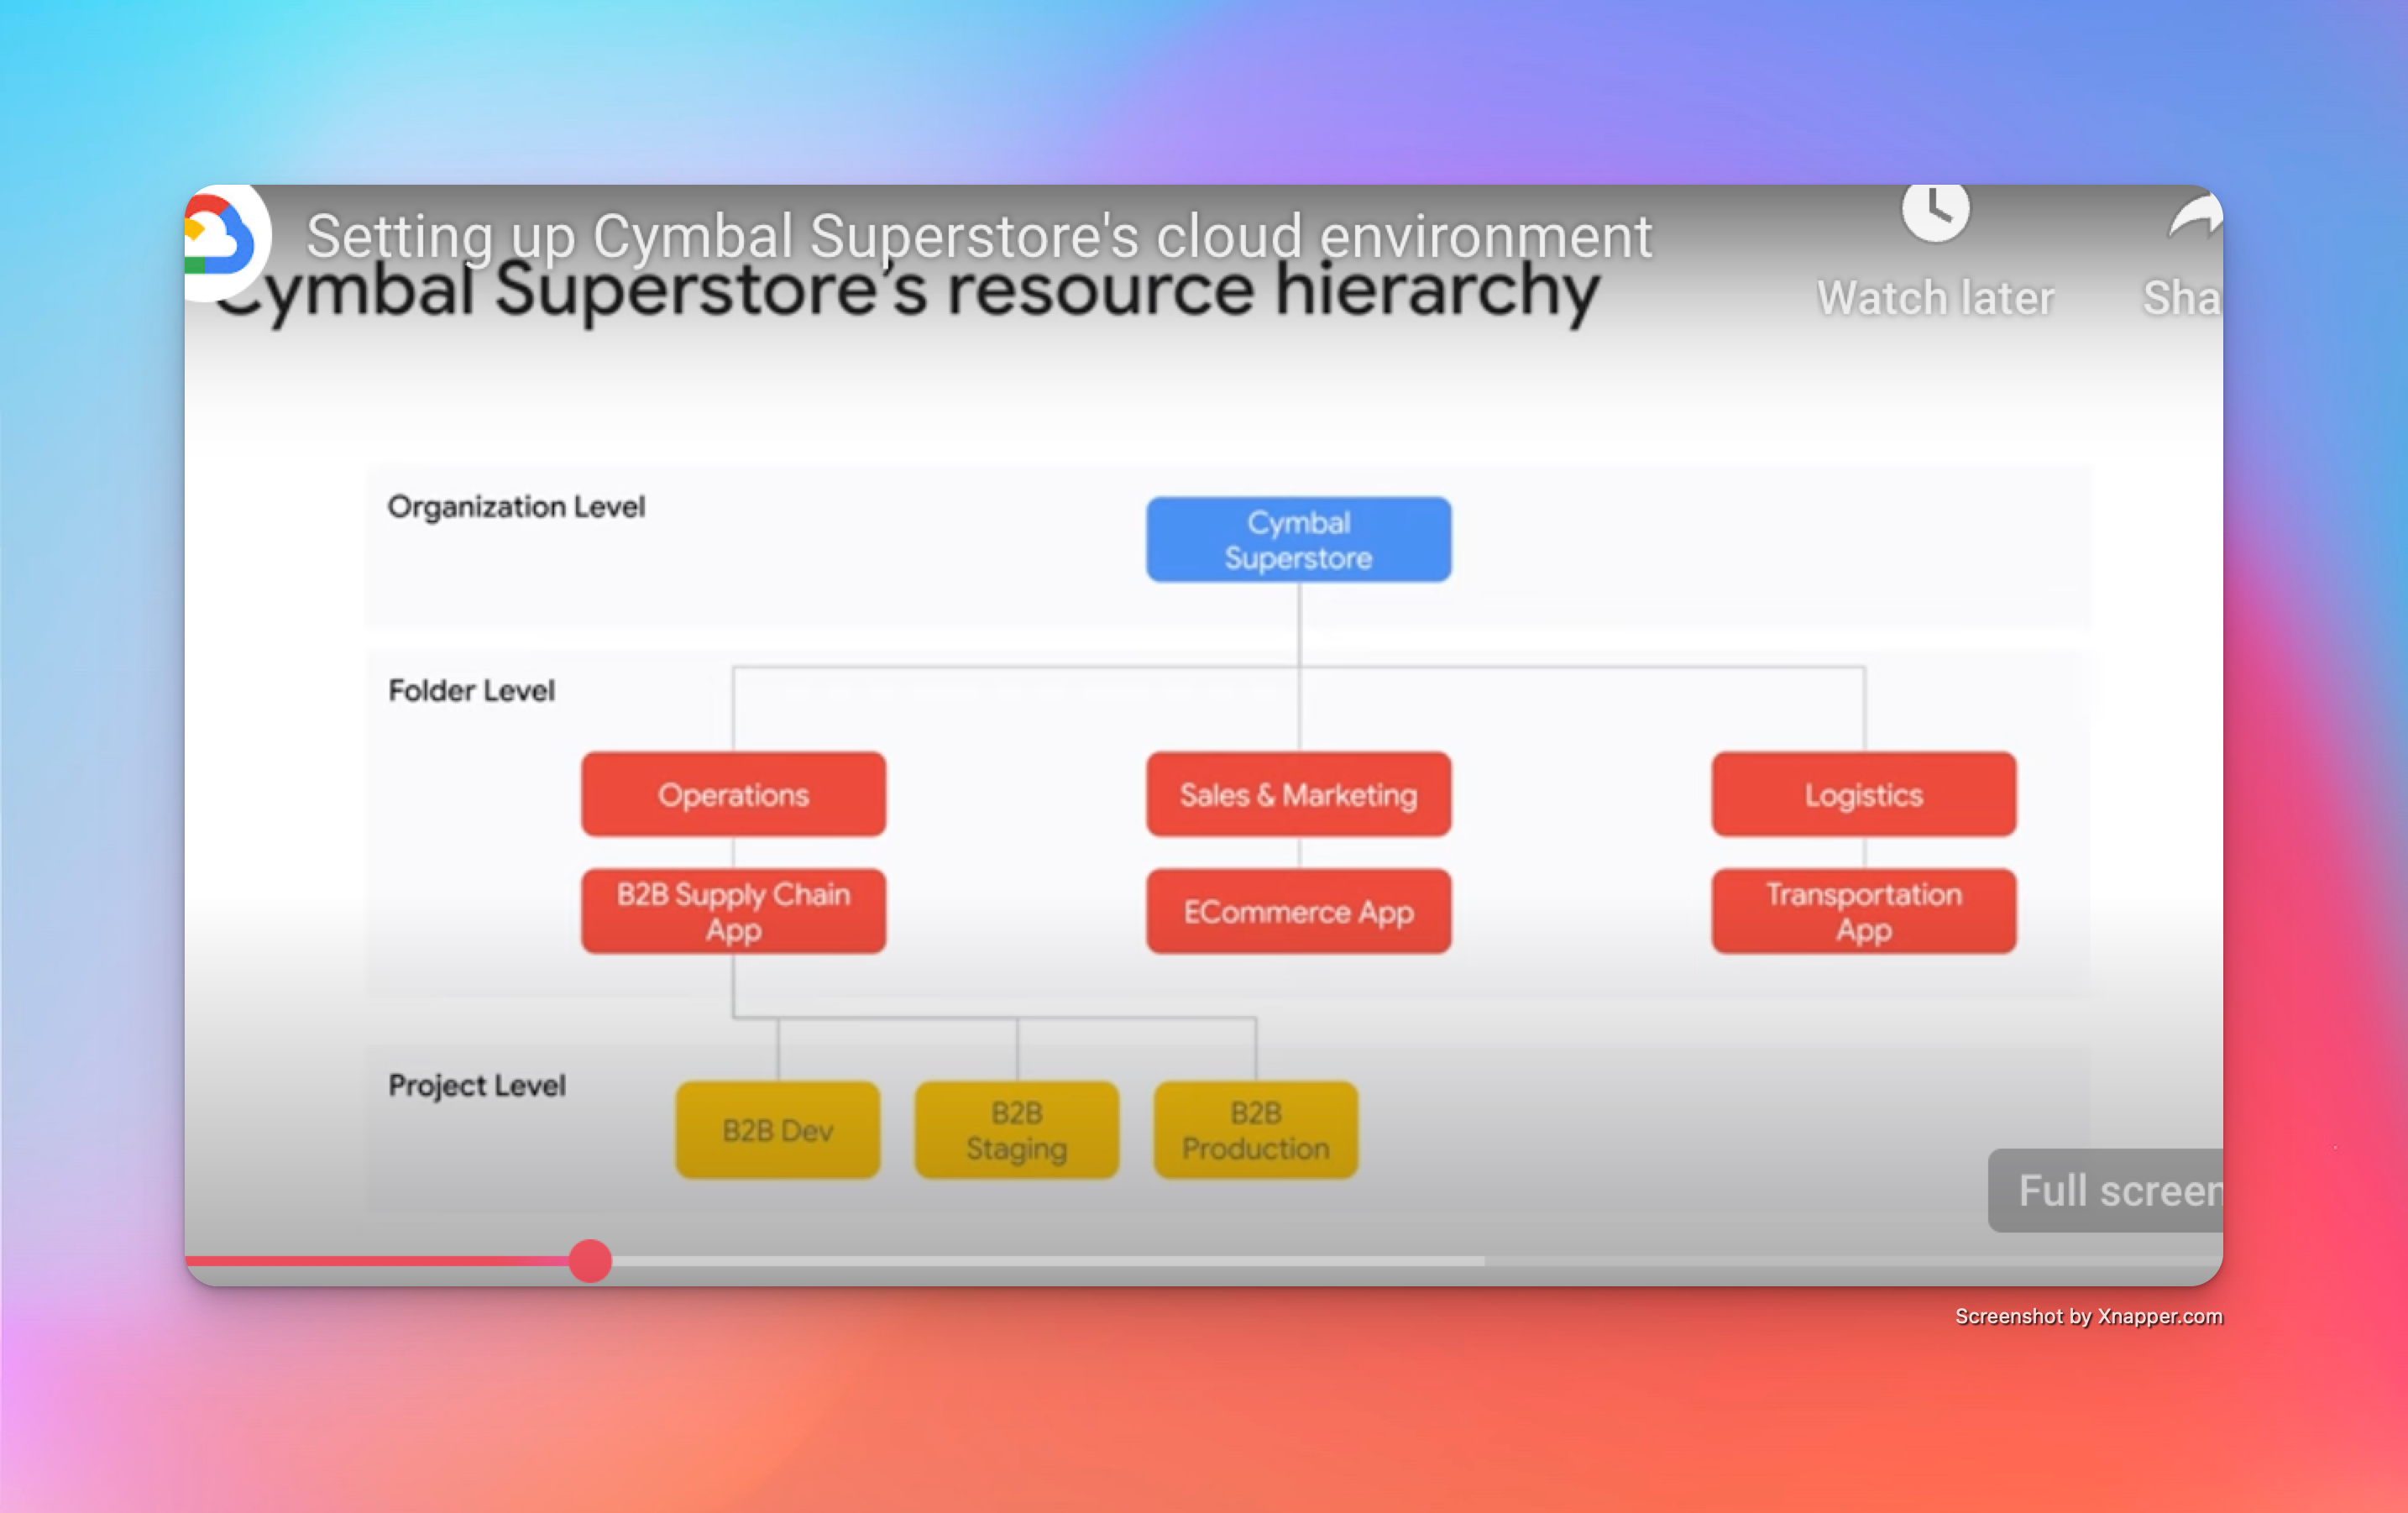 Setting up Cymbal Superstore's cloud environment
Watch later
Sha
Cymbal Superstore's resource hierarchy
Organization Level
Cymbal
Superstore
Folder Level
Operations
Sales & Marketing
Logistics
B2B Supply Chain
App
ECommerce App
Transportation
App
Project Level
B2B Dev
B2B
Staging
B2B
Production
Full screen
Screenshot by Xnapper.com